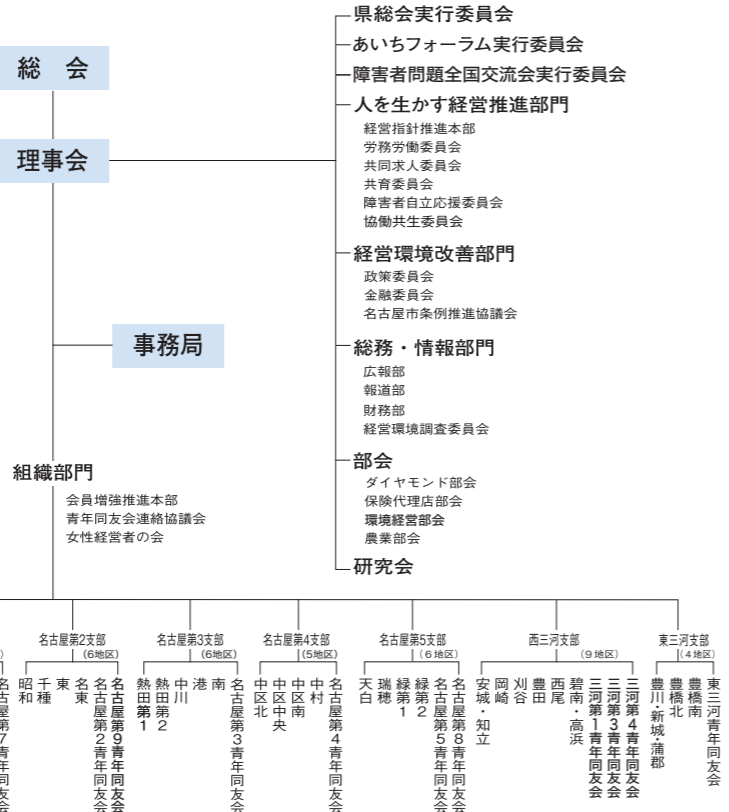 総　会
理事会
事務局
県総会実行委員会
あいちフォーラム実行委員会
障害者問題全国交流会実行委員会
人を生かす経営推進部門
経営指針推進本部
労務労働委員会
共同求人委員会
共育委員会
障害者自立応援委員会
協働共生委員会
経営環境改善部門
政策委員会
金融委員会
名古屋市条例推進協議会
総務・情報部門
広報部
報道部
財務部
経営環境調査委員会
部会
ダイヤモンド部会
保険代理店部会
環境経営部会
農業部会
研究会
組織部門
会員増強推進本部
青年同友会連絡協議会
女性経営者の会
)
名古屋第7青年同友会
名古屋第2支部
(6地区)
昭和
千種
東
名東
名古屋第2青年同友会
名古屋第9青年同友会
名古屋第3支部
(6地区)
熱田第1
熱田第2
中川
港
南
名古屋第3青年同友会
名古屋第4支部
(5地区)
中区北
中区中央
中区南
中村
名古屋第4青年同友会
名古屋第5支部
(6地区)
天白
瑞穂
緑第1
緑第2
名古屋第5青年同友会
名古屋第8青年同友会
西三河支部
(9地区)
安城・知立
岡崎
刈谷
豊田
西尾
碧南・高浜
三河第1青年同友会
三河第3青年同友会
三河第4青年同友会
東三河支部
(4地区)
豊川・新城・蒲郡
豊橋北
豊橋南
東三河青年同友会